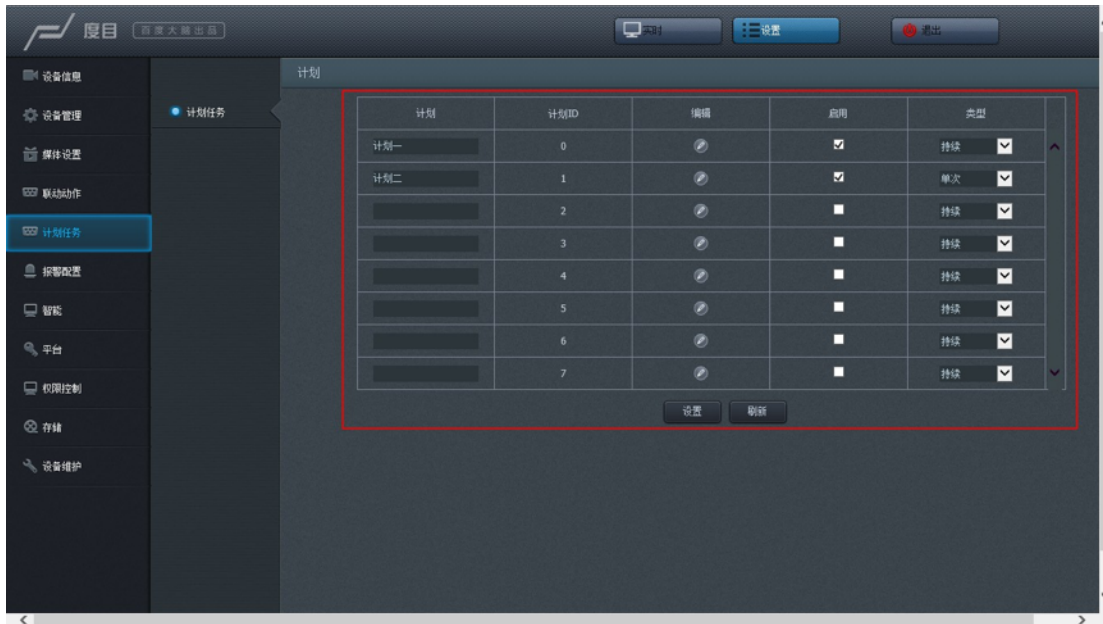 度目 百度大脑出品 实时 设置 退出
设备信息
设备管理
媒体设置
联动动作
计划任务
报警配置
智能
平台
权限控制
存储
设备维护
计划任务
计划
计划 计划ID 编辑 启用 类型
计划一 0 持续
计划二 1 单次
2 持续
3 持续
4 持续
5 持续
6 持续
7 持续
设置 刷新